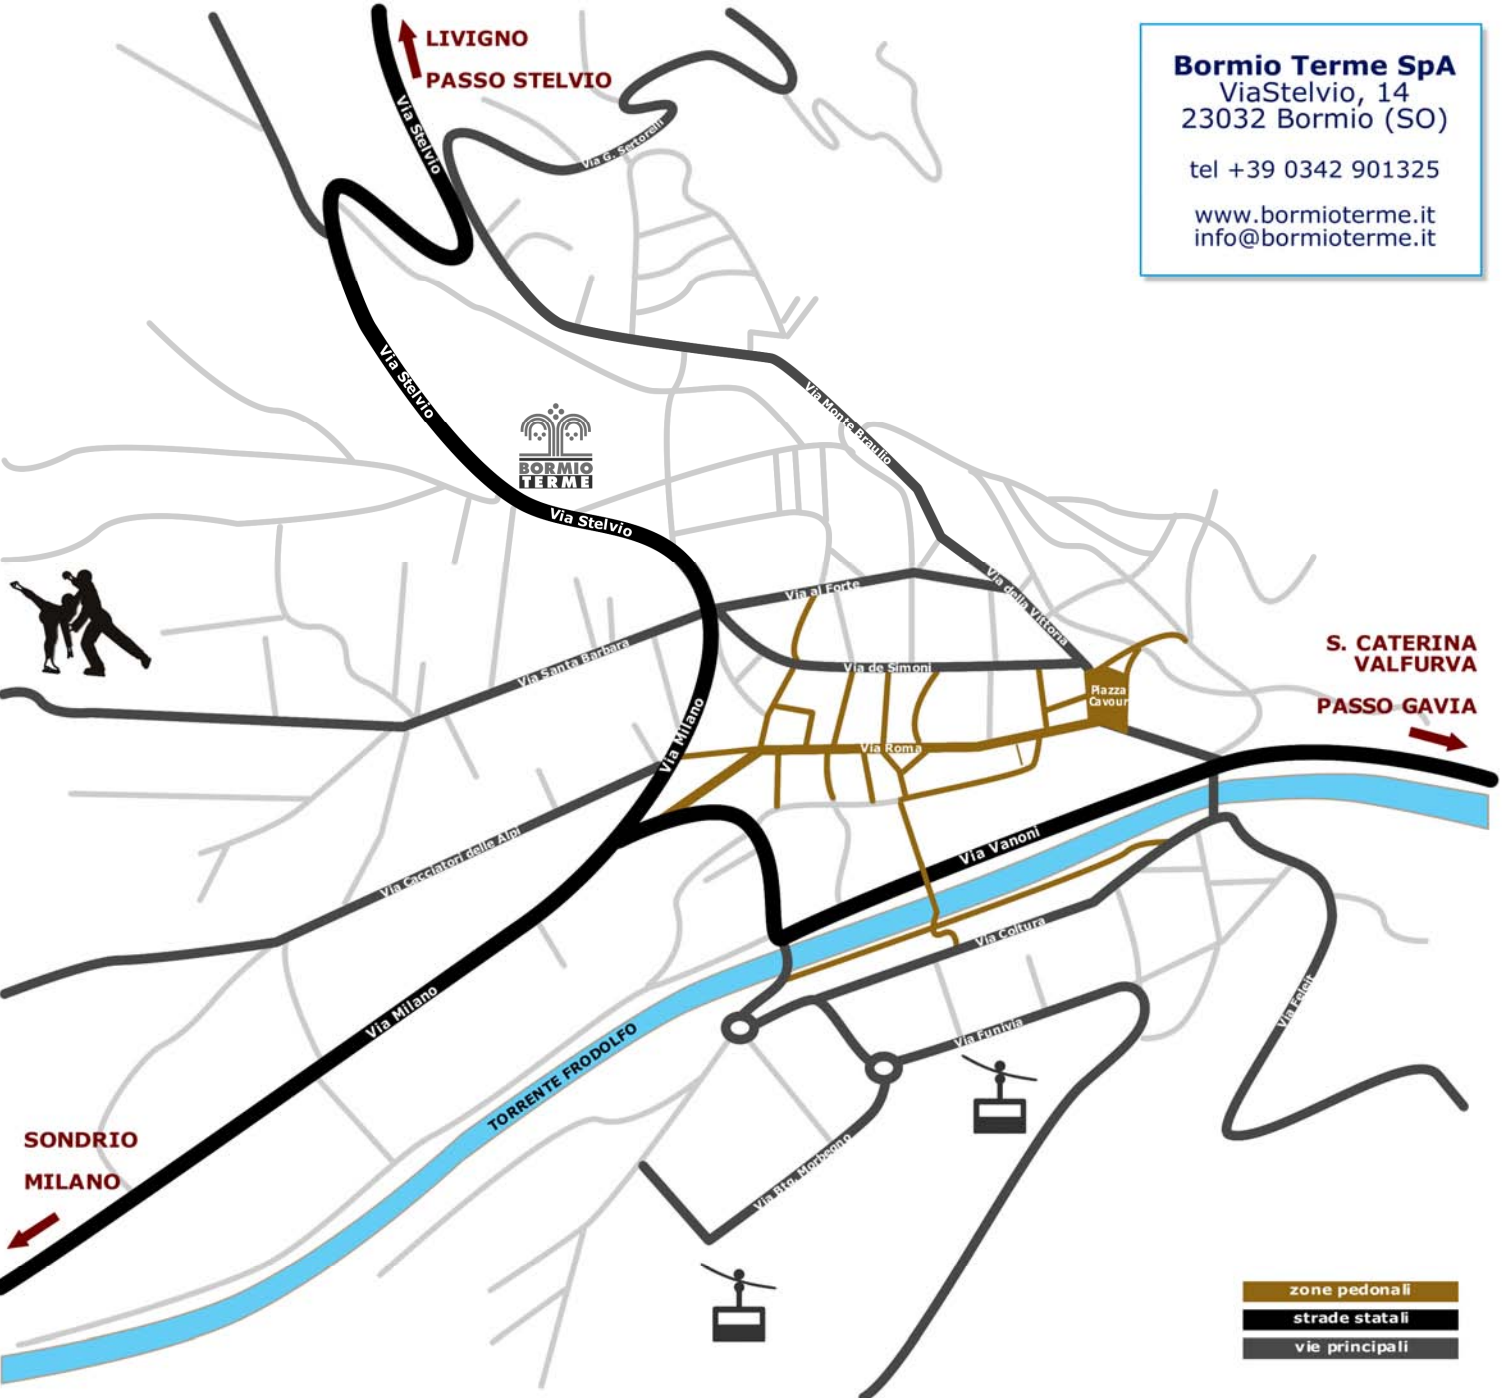 LIVIGNO
PASSO STELVIO
Bormio Terme SpA
ViaStelvio, 14
23032 Bormio (SO)
tel +39 0342 901325
www.bormioterme.it
info@bormioterme.it
Via Stelvio
Via G. Sertorelli
Via Stelvio
Via Monte Braulio
BORMIO
TERME
Via Stelvio
Via al Forte
Via della Vittoria
Via Santa Barbara
Via de Simoni
S. CATERINA
VALFURVA
PASSO GAVIA
Piazza
Cavour
Via Milano
Via Roma
Via Vanoni
Via Cacciatori delle Alpi
Via Coltura
Via Feleit
Via Milano
Via Funivia
TORRENTE FRODOLFO
SONDRIO
MILANO
Via Btg. Morbegno
zone pedonali
strade statali
vie principali